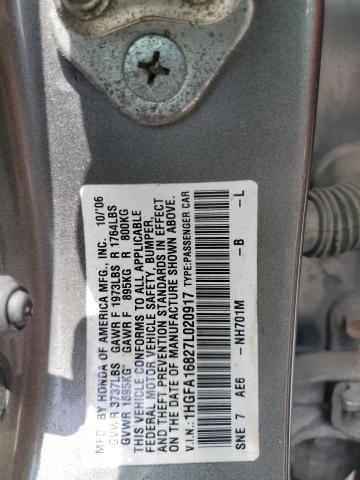 MFD. BY HONDA OF AMERICA MFG., INC. 10/'06
GVWR 3737LBS GAWR F 1973LBS R 1764LBS
GVWR 1695KG GAWR F 895KG R 800KG
THIS VEHICLE CONFORMS TO ALL APPLICABLE
FEDERAL MOTOR VEHICLE SAFETY, BUMPER,
AND THEFT PREVENTION STANDARDS IN EFFECT
ON THE DATE OF MANUFACTURE SHOWN ABOVE.
V.I.N.: 1HGFA16827L020917 TYPE:PASSENGER CAR
SNE 7 AE6 -NH701M -B -L